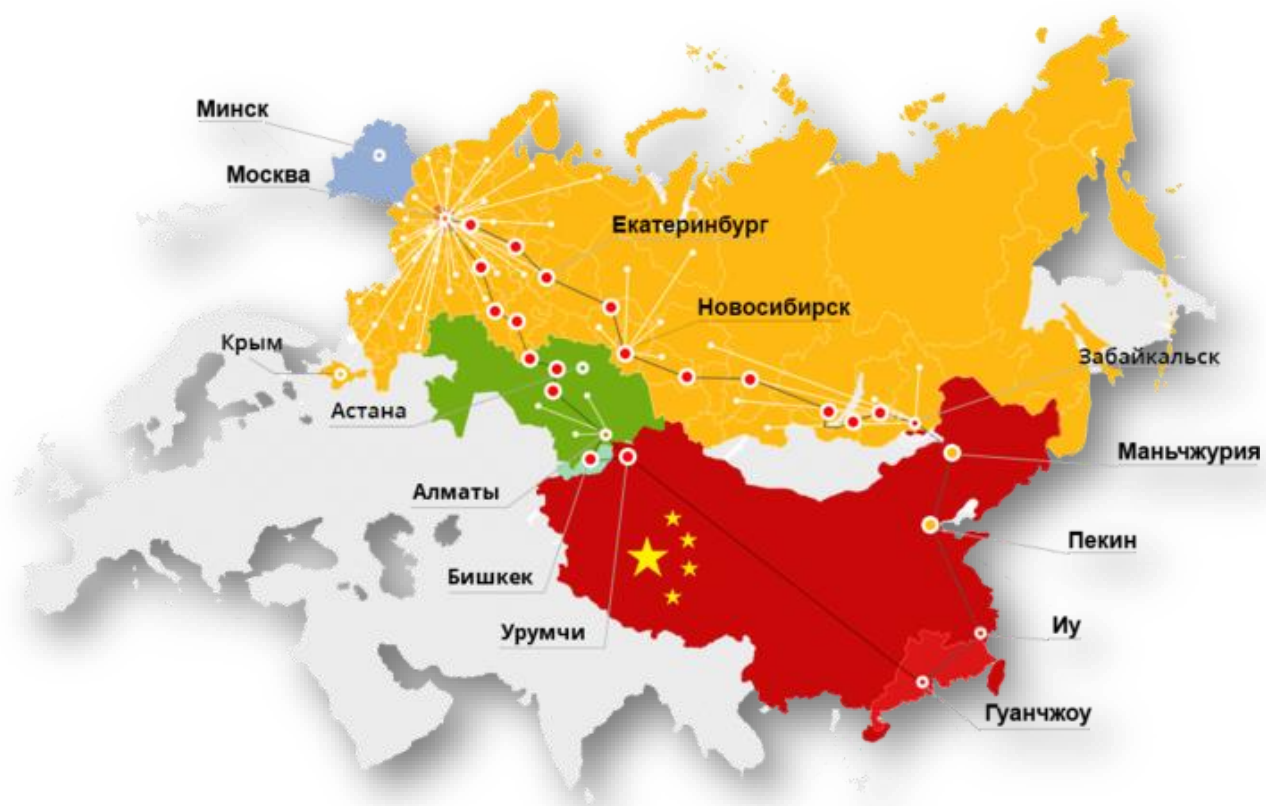 Минск
Москва
Екатеринбург
Новосибирск
Крым
Забайкальск
Астана
Маньчжурия
Алматы
Пекин
Бишкек
Урумчи
Иу
Гуанчжоу